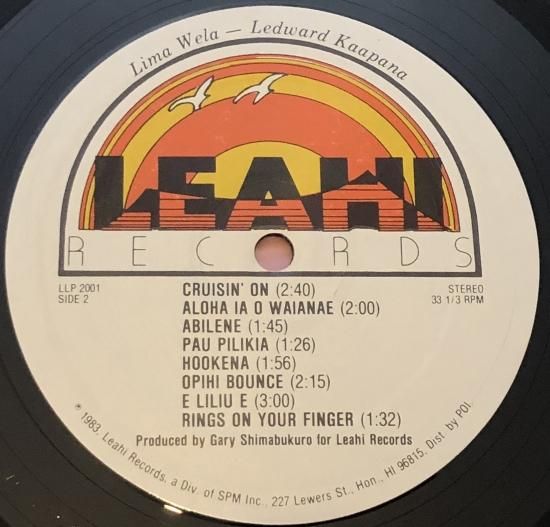 Lima Wela — Ledward Kaapana
LEAHI
RECORDS
LLP 2001
SIDE 2
STEREO
33 1/3 RPM
CRUISIN' ON (2:40)
ALOHA IA O WAIANAE (2:00)
ABILENE (1:45)
PAU PILIKIA (1:26)
HOOKENA (1:56)
OPIHI BOUNCE (2:15)
E LILIU E (3:00)
RINGS ON YOUR FINGER (1:32)
Produced by Gary Shimabukuro for Leahi Records
℗ 1983, Leahi Records, a Div. of SPM Inc., 227 Lewers St., Hon., HI 96815. Dist. by POI.